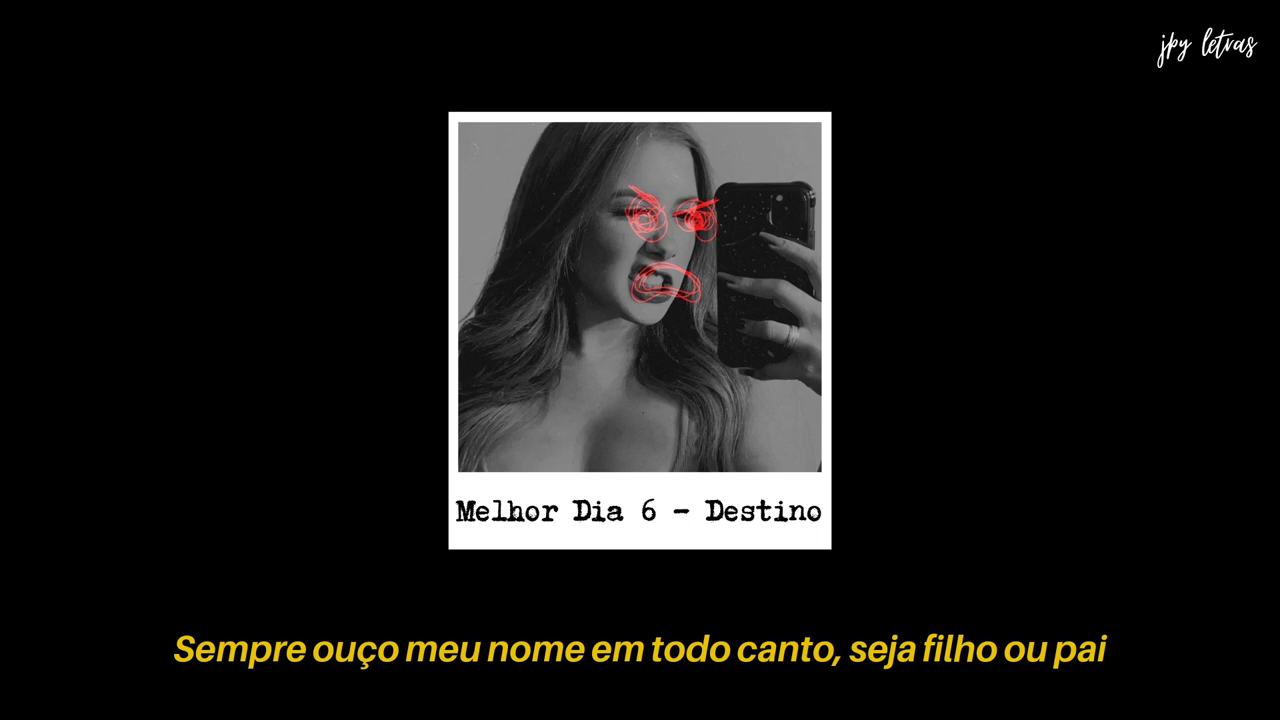 jpy letras
Melhor Dia 6 - Destino
Sempre ouço meu nome em todo canto, seja filho ou pai